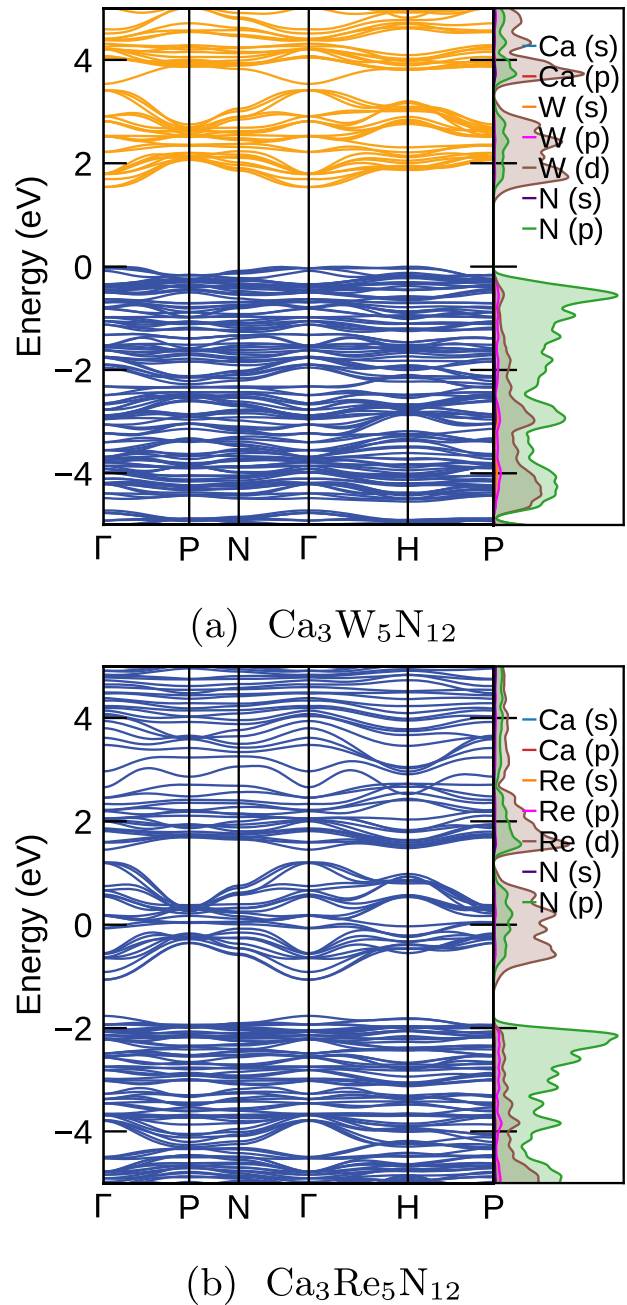 4
2
0
−2
−4
Energy (eV)
Ca (s)
Ca (p)
W (s)
W (p)
W (d)
N (s)
N (p)
Γ P N Γ H P
(a) Ca₃W₅N₁₂
4
2
0
−2
−4
Energy (eV)
Ca (s)
Ca (p)
Re (s)
Re (p)
Re (d)
N (s)
N (p)
Γ P N Γ H P
(b) Ca₃Re₅N₁₂